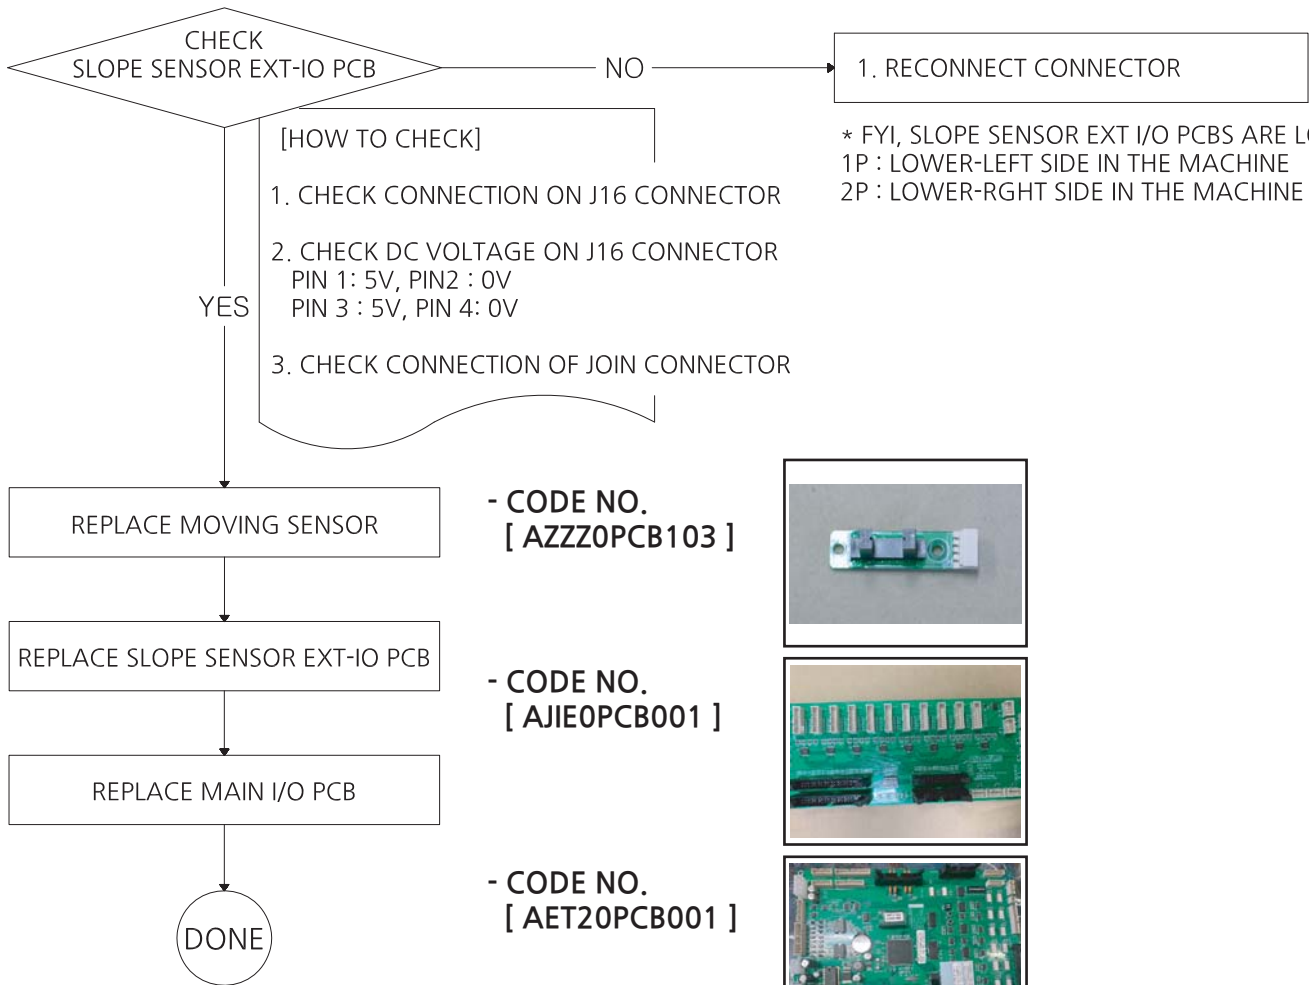 CHECK
SLOPE SENSOR EXT-IO PCB
NO
1. RECONNECT CONNECTOR
* FYI, SLOPE SENSOR EXT I/O PCBS ARE
1P : LOWER-LEFT SIDE IN THE MACHINE
2P : LOWER-RGHT SIDE IN THE MACHINE
[HOW TO CHECK]
1. CHECK CONNECTION ON J16 CONNECTOR
2. CHECK DC VOLTAGE ON J16 CONNECTOR
PIN 1: 5V, PIN2 : 0V
PIN 3 : 5V, PIN 4: 0V
3. CHECK CONNECTION OF JOIN CONNECTOR
YES
REPLACE MOVING SENSOR
- CODE NO.
[ AZZZ0PCB103 ]
REPLACE SLOPE SENSOR EXT-IO PCB
- CODE NO.
[ AJIE0PCB001 ]
REPLACE MAIN I/O PCB
- CODE NO.
[ AET20PCB001 ]
DONE